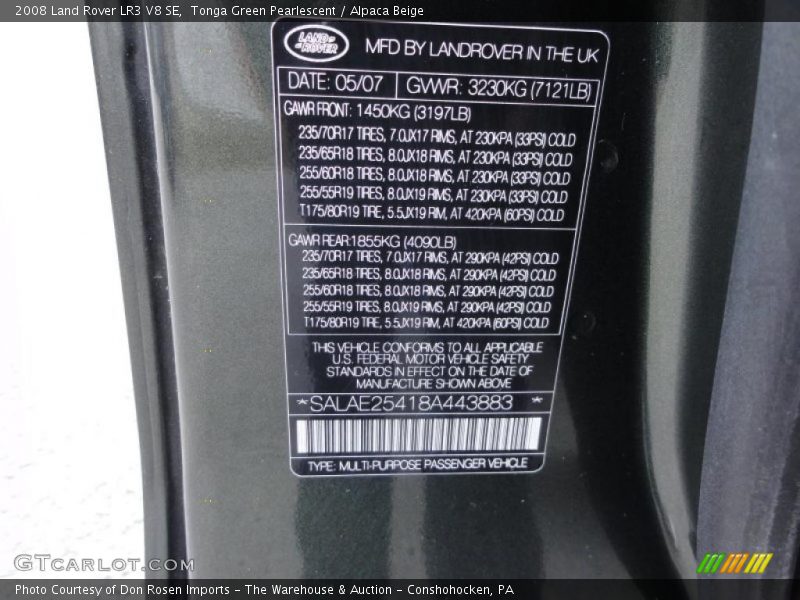 2008 Land Rover LR3 V8 SE,  Tonga Green Pearlescent / Alpaca Beige
LAND ROVER
MFD BY LANDROVER IN THE UK
DATE: 05/07 GVWR: 3230KG (7121LB)
GAWR FRONT: 1450KG (3197LB)
235/70R17 TIRES, 7.0JX17 RIMS, AT 230KPA (33PSI) COLD
235/65R18 TIRES, 8.0JX18 RIMS, AT 230KPA (33PSI) COLD
255/60R18 TIRES, 8.0JX18 RIMS, AT 230KPA (33PSI) COLD
255/55R19 TIRES, 8.0JX19 RIMS, AT 230KPA (33PSI) COLD
T175/80R19 TIRE, 5.5JX19 RIM, AT 420KPA (60PSI) COLD
GAWR REAR:1855KG (4090LB)
235/70R17 TIRES, 7.0JX17 RIMS, AT 290KPA (42PSI) COLD
235/65R18 TIRES, 8.0JX18 RIMS, AT 290KPA (42PSI) COLD
255/60R18 TIRES, 8.0JX18 RIMS, AT 290KPA (42PSI) COLD
255/55R19 TIRES, 8.0JX19 RIMS, AT 290KPA (42PSI) COLD
T175/80R19 TIRE, 5.5JX19 RIM, AT 420KPA (60PSI) COLD
THIS VEHICLE CONFORMS TO ALL APPLICABLE
U.S. FEDERAL MOTOR VEHICLE SAFETY
STANDARDS IN EFFECT ON THE DATE OF
MANUFACTURE SHOWN ABOVE
*SALAE25418A443883 *
TYPE: MULTI-PURPOSE PASSENGER VEHICLE
GTcarlot.com
Photo Courtesy of Don Rosen Imports – The Warehouse & Auction – Conshohocken, PA